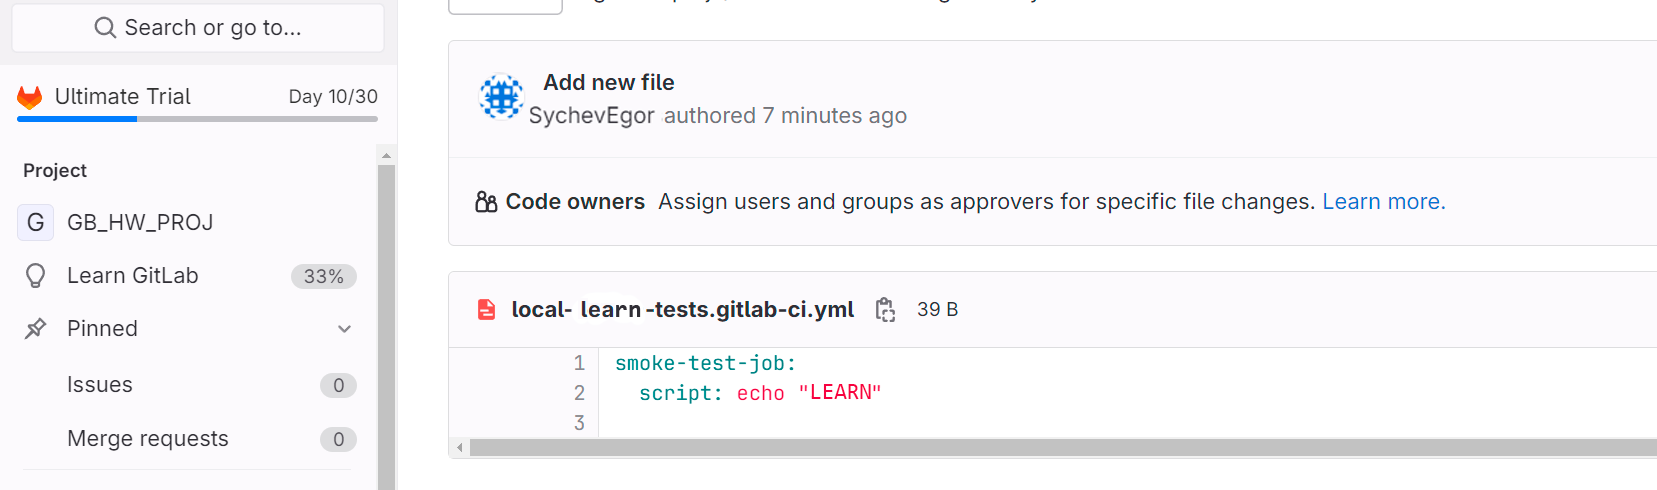 Search or go to...
Ultimate Trial Day 10/30
Project
G GB_HW_PROJ
Learn GitLab 33%
Pinned
Issues 0
Merge requests 0
Add new file
SychevEgor authored 7 minutes ago
Code owners Assign users and groups as approvers for specific file changes. Learn more.
local- learn -tests.gitlab-ci.yml 39 B
1 smoke-test-job:
2 script: echo "LEARN"
3